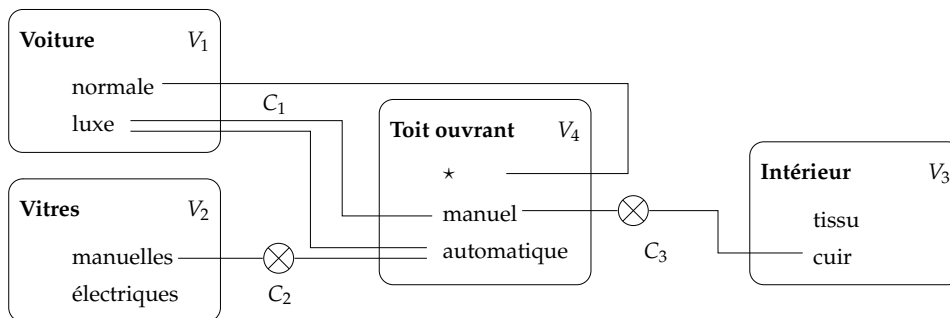 Voiture V₁
normale
luxe
C₁
Toit ouvrant V₄
⋆
manuel
automatique
Vitres V₂
manuelles
électriques
C₂
C₃
Intérieur V₃
tissu
cuir